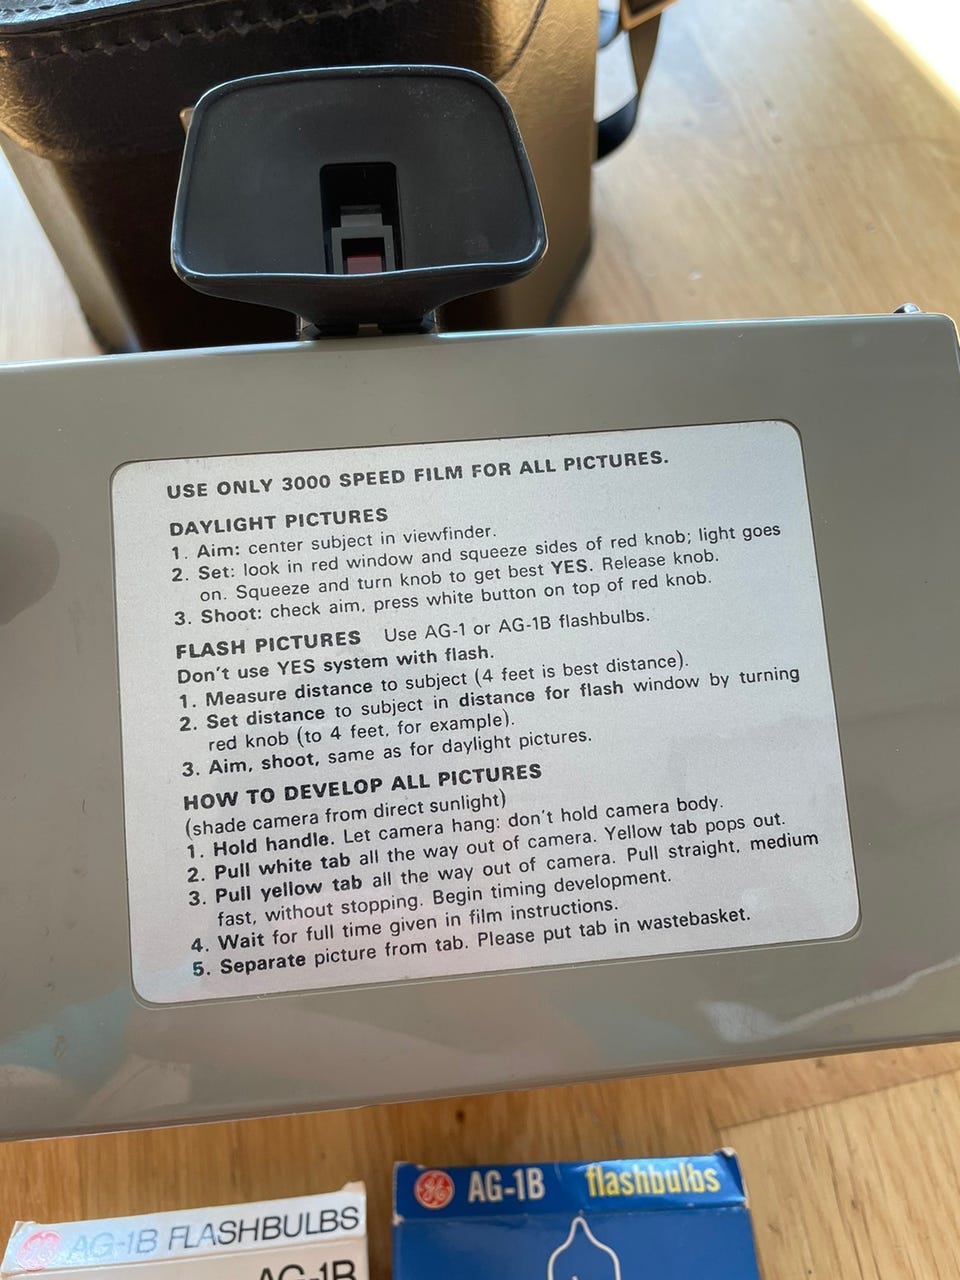 USE ONLY 3000 SPEED FILM FOR ALL PICTURES.
DAYLIGHT PICTURES
1. Aim: center subject in viewfinder.
2. Set: look in red window and squeeze sides of red knob; light goes
on. Squeeze and turn knob to get best YES. Release knob.
3. Shoot: check aim, press white button on top of red knob.
FLASH PICTURES Use AG-1 or AG-1B flashbulbs.
Don't use YES system with flash.
1. Measure distance to subject (4 feet is best distance).
2. Set distance to subject in distance for flash window by turning
red knob (to 4 feet, for example).
3. Aim, shoot, same as for daylight pictures.
HOW TO DEVELOP ALL PICTURES
(shade camera from direct sunlight)
1. Hold handle. Let camera hang: don't hold camera body.
2. Pull white tab all the way out of camera. Yellow tab pops out.
3. Pull yellow tab all the way out of camera. Pull straight, medium
fast, without stopping. Begin timing development.
4. Wait for full time given in film instructions.
5. Separate picture from tab. Please put tab in wastebasket.
GE AG-1B flashbulbs
GE AG-1B FLASHBULBS
AG-1B